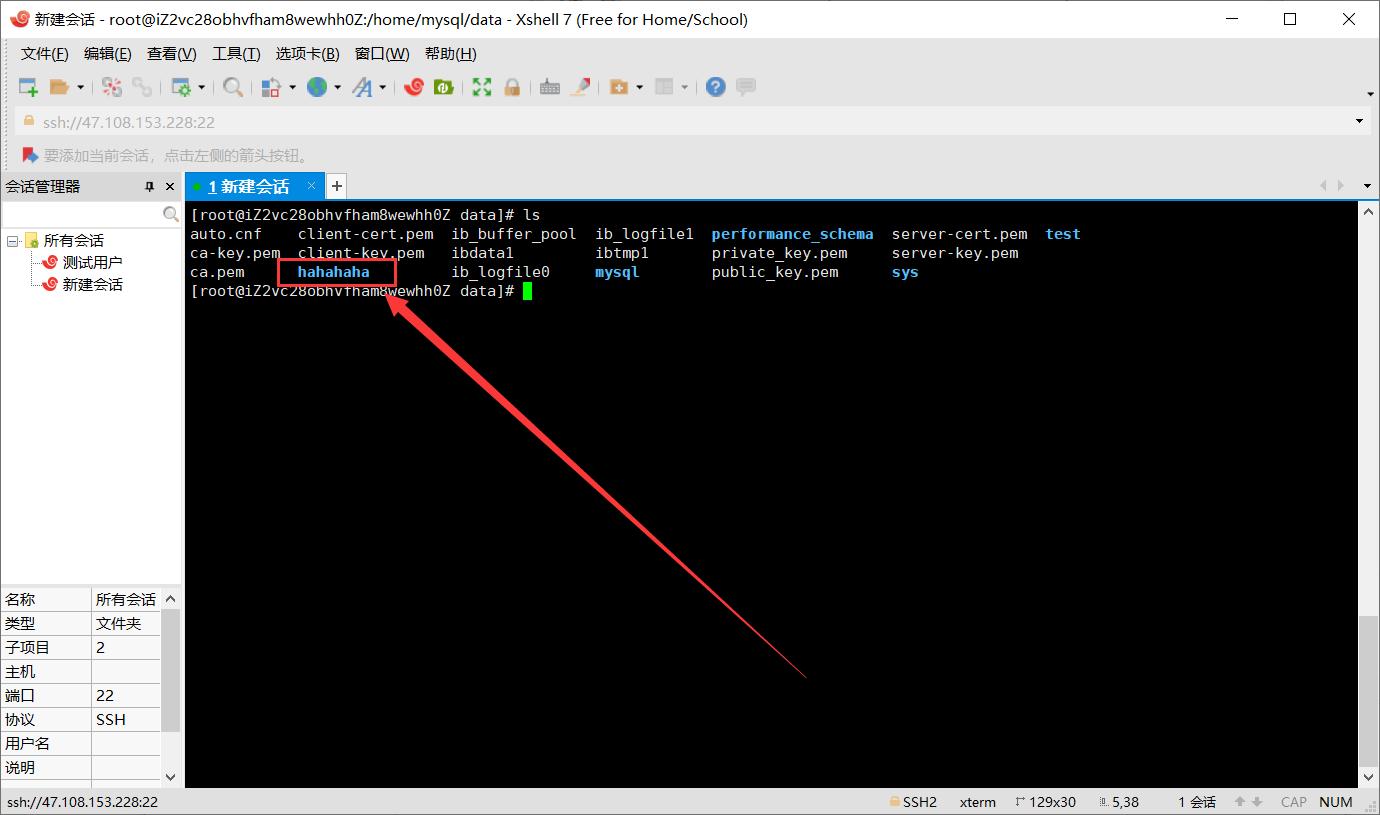 新建会话 - root@iZ2vc28obhvfham8wewhh0Z:/home/mysql/data - Xshell 7 (Free for Home/School)
文件(F) 编辑(E) 查看(V) 工具(T) 选项卡(B) 窗口(W) 帮助(H)
ssh://47.108.153.228:22
要添加当前会话，点击左侧的箭头按钮。
会话管理器
1 新建会话
所有会话
测试用户
新建会话
[root@iZ2vc28obhvfham8wewhh0Z data]# ls
auto.cnf client-cert.pem ib_buffer_pool ib_logfile1 performance_schema server-cert.pem test
ca-key.pem client-key.pem ibdata1 ibtmp1 private_key.pem server-key.pem
ca.pem hahahaha ib_logfile0 mysql public_key.pem sys
[root@iZ2vc28obhvfham8wewhh0Z data]#
名称 所有会话
类型 文件夹
子项目 2
主机
端口 22
协议 SSH
用户名
说明
ssh://47.108.153.228:22 SSH2 xterm 129x30 5,38 1 会话 CAP NUM